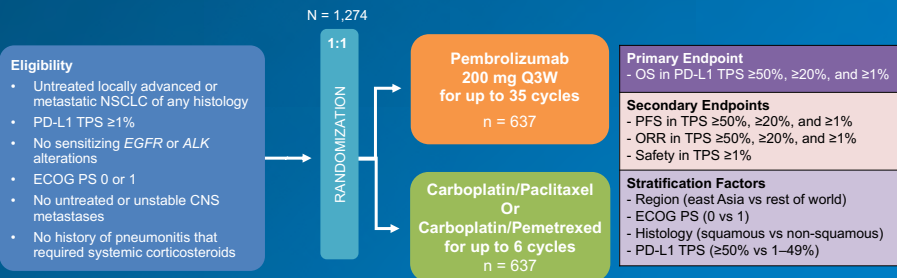 N = 1,274
Eligibility
• Untreated locally advanced or
metastatic NSCLC of any histology
• PD-L1 TPS ≥1%
• No sensitizing EGFR or ALK
alterations
• ECOG PS 0 or 1
• No untreated or unstable CNS
metastases
• No history of pneumonitis that
required systemic corticosteroids
1:1
RANDOMIZATION
Pembrolizumab
200 mg Q3W
for up to 35 cycles
n = 637
Carboplatin/Paclitaxel
Or
Carboplatin/Pemetrexed
for up to 6 cycles
n = 637
Primary Endpoint
- OS in PD-L1 TPS ≥50%, ≥20%, and ≥1%
Secondary Endpoints
- PFS in TPS ≥50%, ≥20%, and ≥1%
- ORR in TPS ≥50%, ≥20%, and ≥1%
- Safety in TPS ≥1%
Stratification Factors
- Region (east Asia vs rest of world)
- ECOG PS (0 vs 1)
- Histology (squamous vs non-squamous)
- PD-L1 TPS (≥50% vs 1–49%)